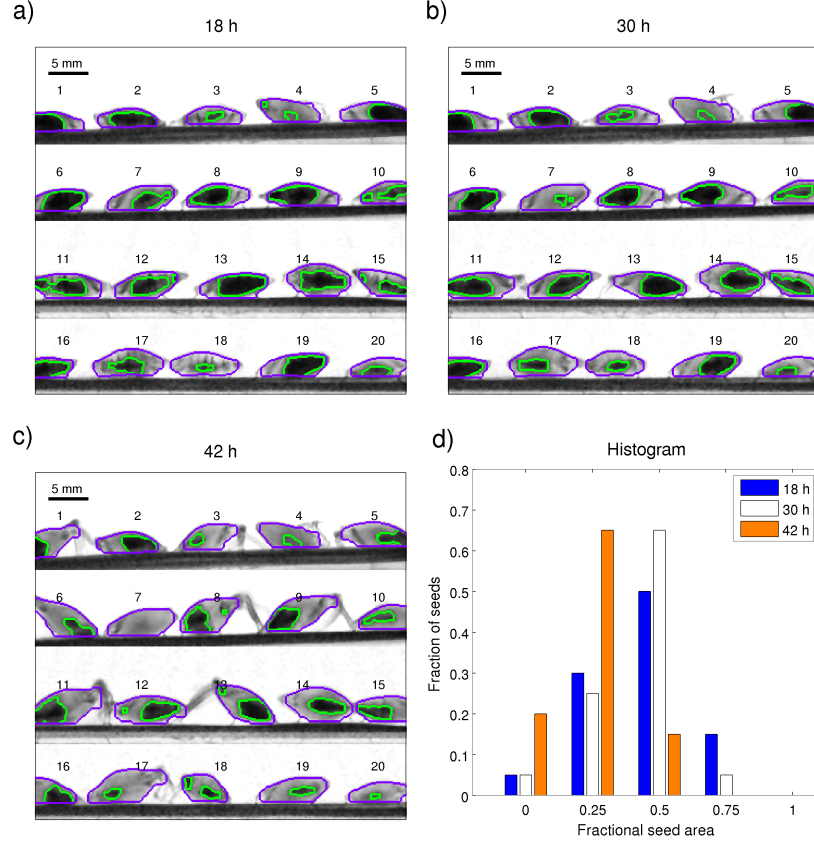 a)
18 h
5 mm
1 2 3 4 5
6 7 8 9 10
11 12 13 14 15
16 17 18 19 20
b)
30 h
5 mm
1 2 3 4 5
6 7 8 9 10
11 12 13 14 15
16 17 18 19 20
c)
42 h
5 mm
1 2 3 4 5
6 7 8 9 10
11 12 13 14 15
16 17 18 19 20
d)
Histogram
0.8
0.7
0.6
0.5
0.4
0.3
0.2
0.1
0
Fraction of seeds
18 h
30 h
42 h
0 0.25 0.5 0.75 1
Fractional seed area